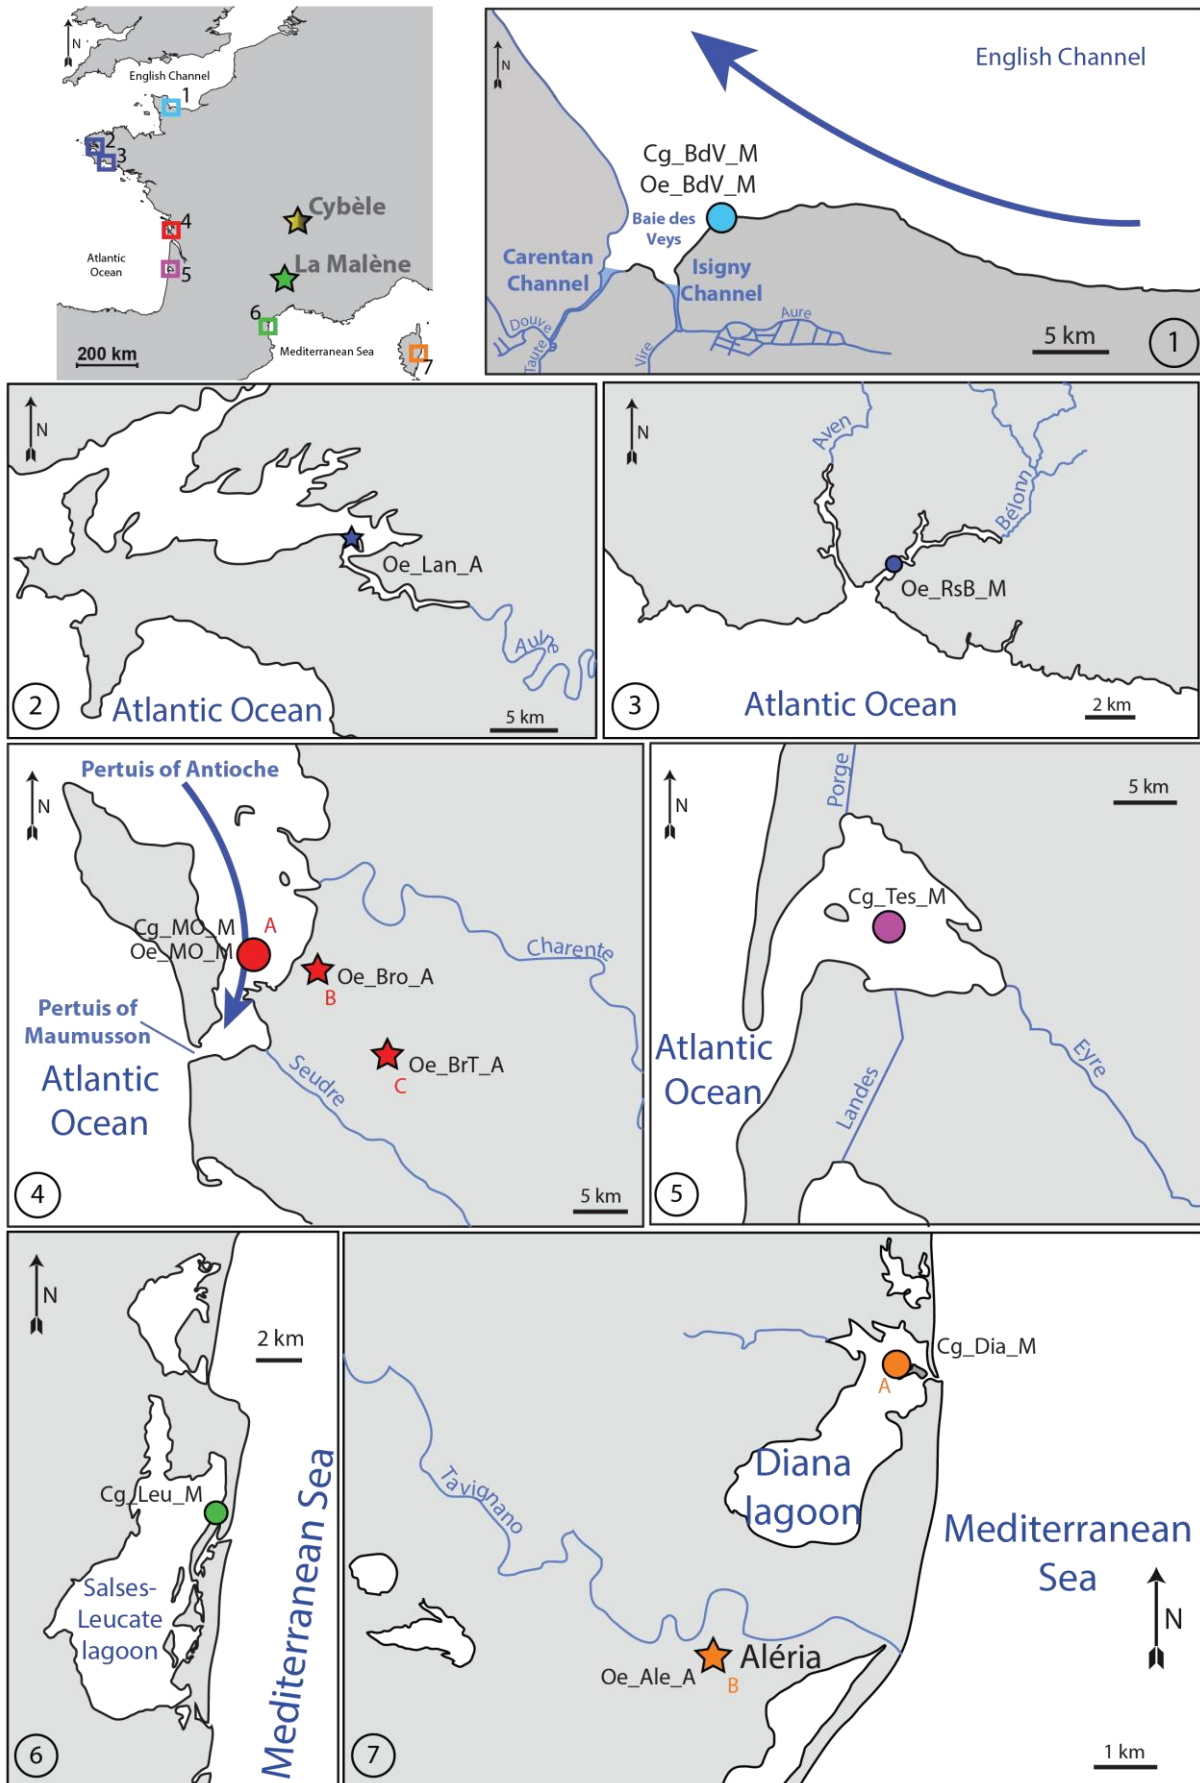 N
English Channel
1
2
3
4
5
6
7
Cybèle
La Malène
Atlantic
Ocean
Mediterranean Sea
200 km
N
English Channel
Cg_BdV_M
Oe_BdV_M
Baie des
Veys
Carentan
Channel
Isigny
Channel
Douve
Taute
Vire
Aure
5 km
1
N
Oe_Lan_A
Aulne
2
Atlantic Ocean
5 km
N
Aven
Bélonn
Oe_RsB_M
3
Atlantic Ocean
2 km
Pertuis of Antioche
N
Cg_MO_M
Oe_MO_M
A
Charente
Oe_Bro_A
B
Pertuis of
Maumusson
Oe_BrT_A
C
Atlantic
Ocean
Seudre
4
5 km
Porge
5 km
N
Cg_Tes_M
Atlantic
Ocean
Landes
Eyre
5
N
2 km
Cg_Leu_M
Salses-
Leucate
lagoon
Mediterranean Sea
6
Cg_Dia_M
A
Diana
lagoon
Tavignano
Mediterranean
Sea
N
Aléria
Oe_Ale_A
B
7
1 km